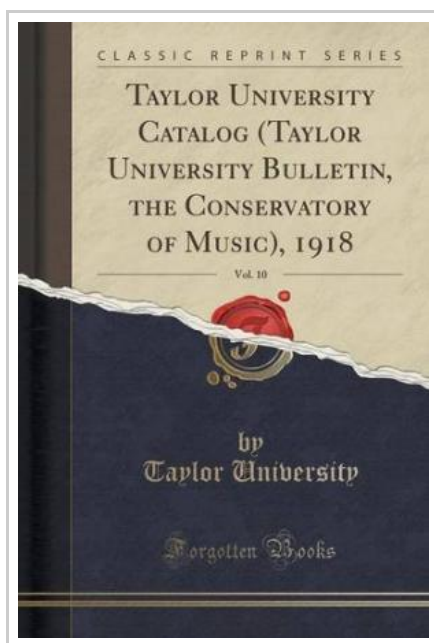 CLASSIC REPRINT SERIES
TAYLOR UNIVERSITY
CATALOG (TAYLOR
UNIVERSITY BULLETIN,
THE CONSERVATORY
OF MUSIC), 1918
Vol. 10
by
Taylor University
Forgotten Books